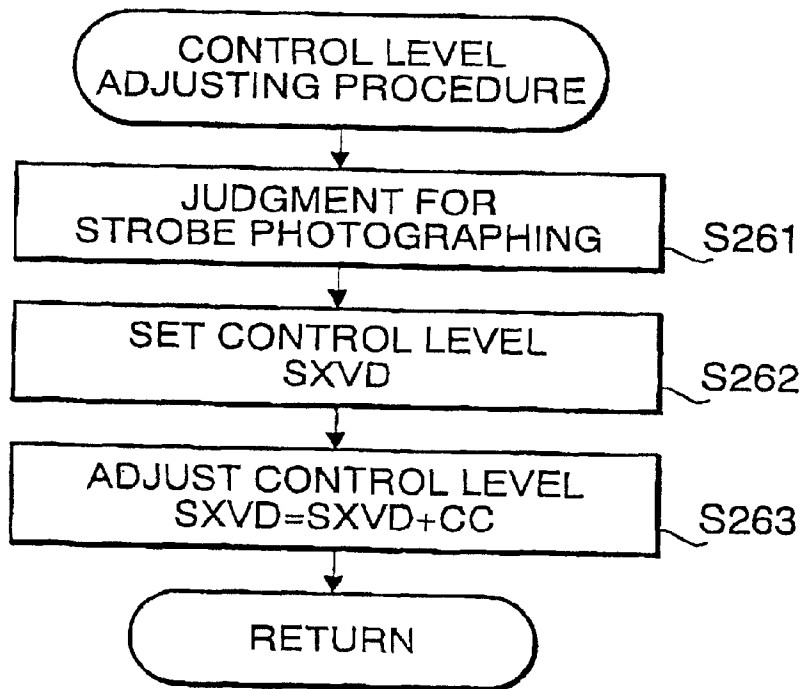 CONTROL LEVEL
ADJUSTING PROCEDURE
JUDGMENT FOR
STROBE PHOTOGRAPHING
S261
SET CONTROL LEVEL
SXVD
S262
ADJUST CONTROL LEVEL
SXVD=SXVD+CC
S263
RETURN